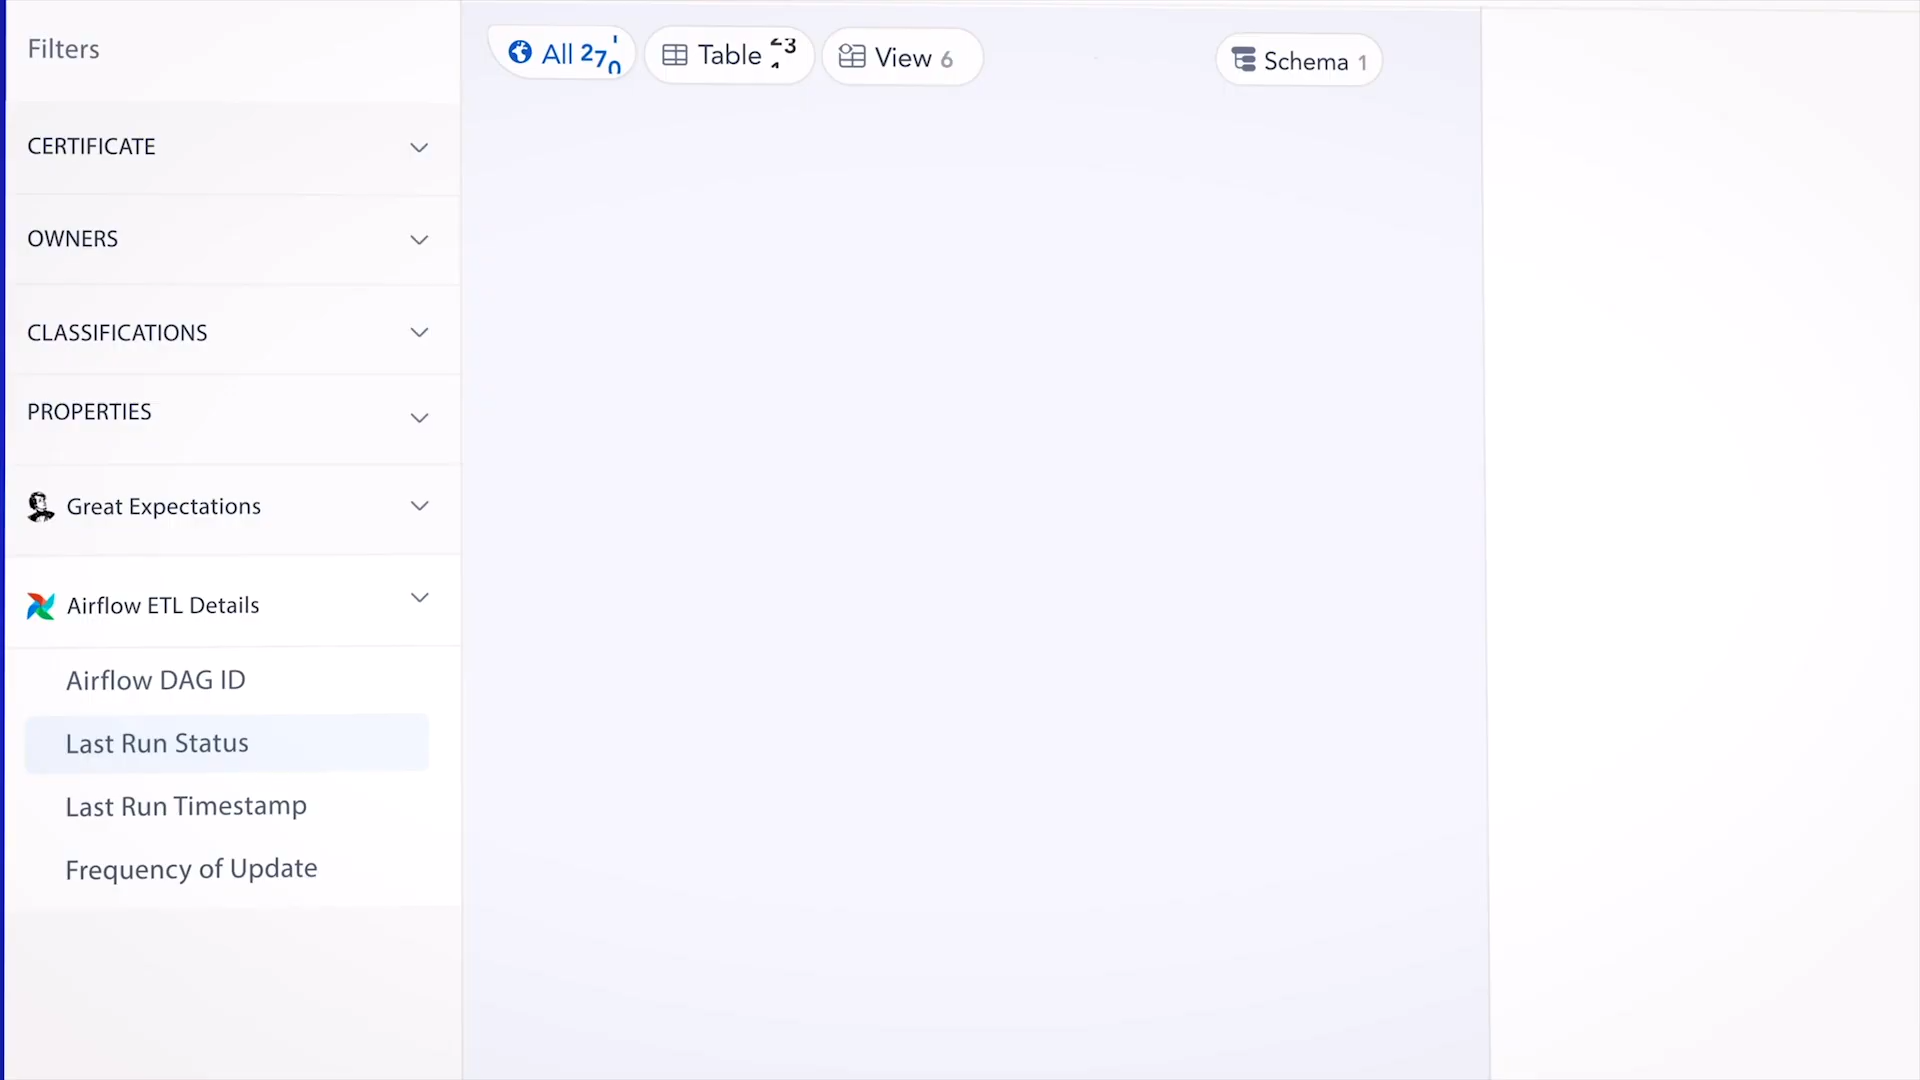 Filters
All
Table
View 6
Schema 1
CERTIFICATE
OWNERS
CLASSIFICATIONS
PROPERTIES
Great Expectations
Airflow ETL Details
Airflow DAG ID
Last Run Status
Last Run Timestamp
Frequency of Update